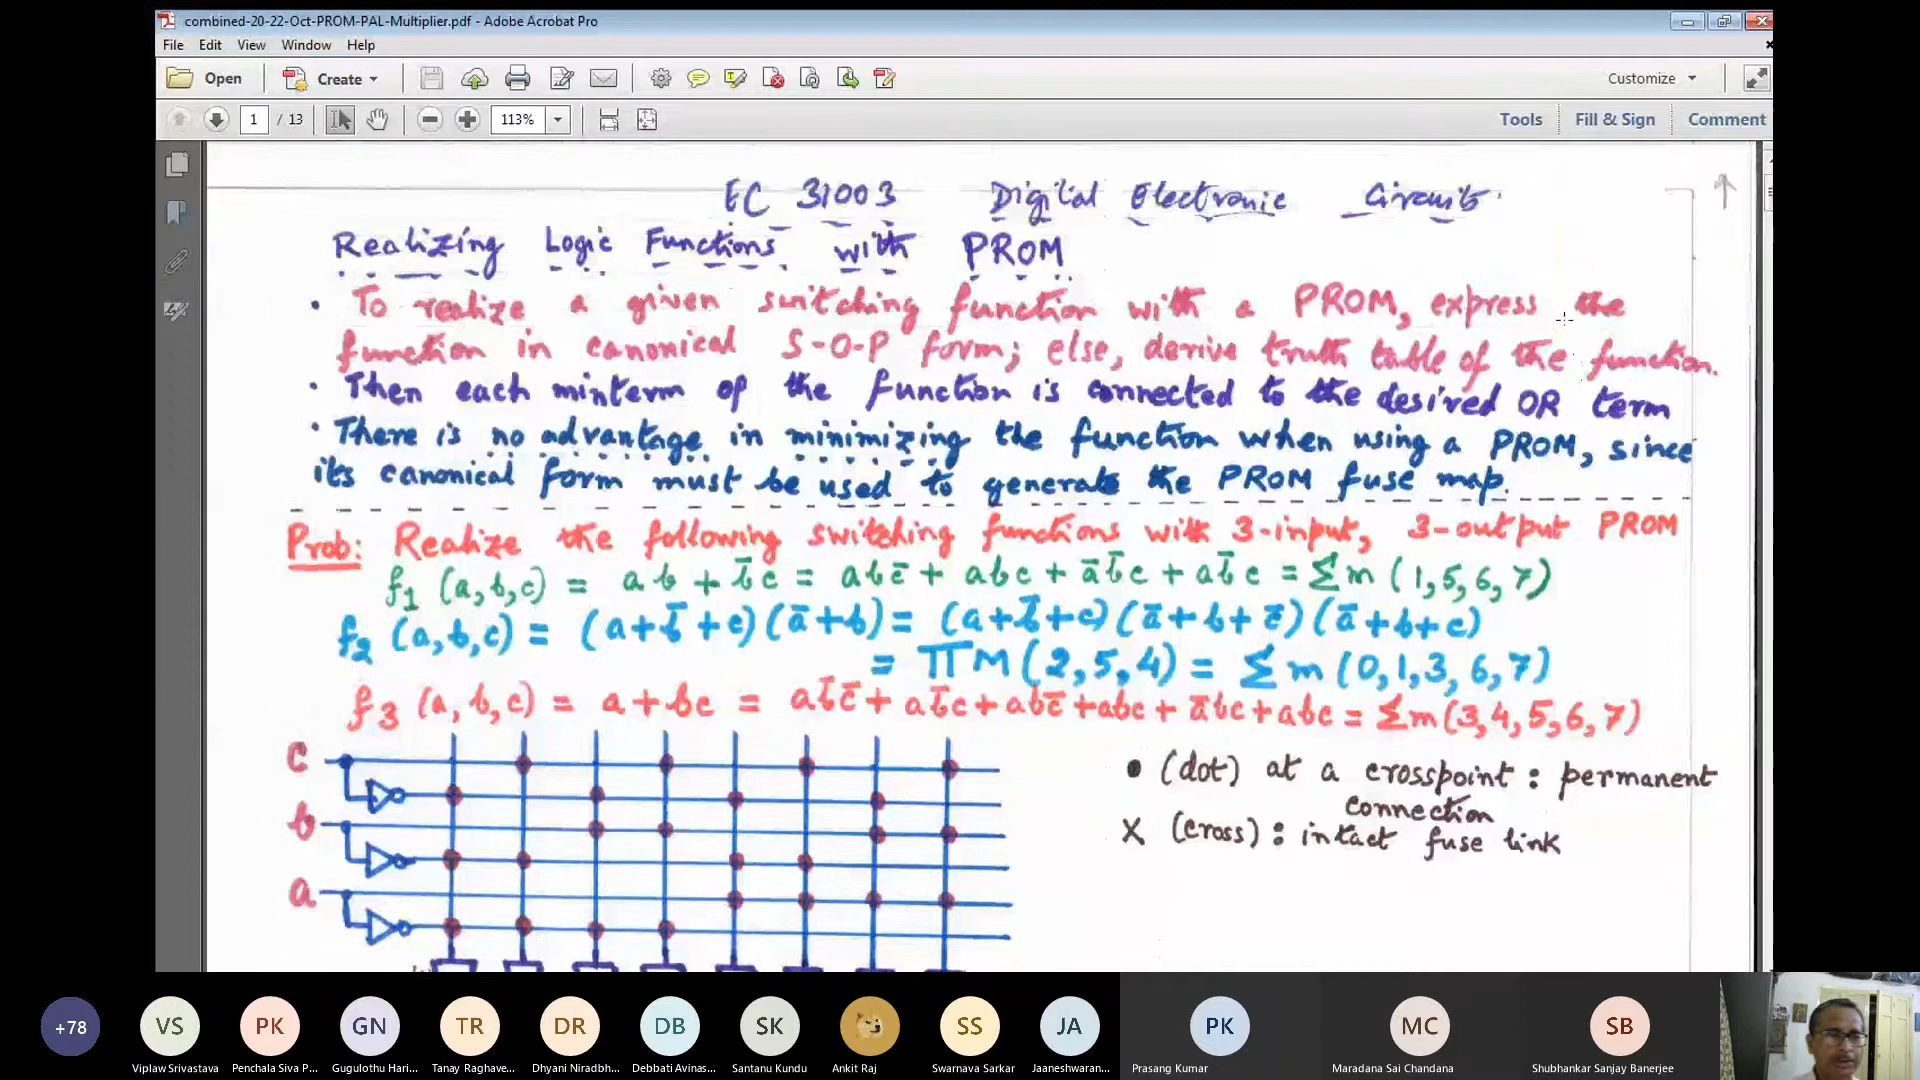 combined-20-22-Oct-PROM-PAL-Multiplier.pdf - Adobe Acrobat Pro
File Edit View Window Help
Open Create Customize
1 / 13 113% Tools Fill & Sign Comment
EC 31003 Digital Electronic Circuits
Realizing Logic Functions with PROM
• To realize a given switching function with a PROM, express the
function in canonical S-O-P form; else, derive truth table of the function.
• Then each minterm of the function is connected to the desired OR term
• There is no advantage in minimizing the function when using a PROM, since
its canonical form must be used to generate the PROM fuse map.
Prob: Realize the following switching functions with 3-input, 3-output PROM
f₁ (a, b, c) = ab + b̄c = abc̄ + abc + āb̄c + ab̄c = Σm (1, 5, 6, 7)
f₂ (a, b, c) = (a+b̄+c)(ā+b) = (a+b̄+c)(ā+b+c̄)(ā+b+c)
= ΠM (2, 5, 4) = Σm (0, 1, 3, 6, 7)
f₃ (a, b, c) = a + bc = ab̄c̄ + ab̄c + abc̄ + abc + ābc + abc = Σm (3, 4, 5, 6, 7)
c
• (dot) at a crosspoint : permanent
connection
b
X (cross) : intact fuse link
a
+78 VS PK GN TR DR DB SK SS JA PK MC SB
Viplaw Srivastava Penchala Siva P... Gugulothu Hari... Tanay Raghave... Dhyani Niradbh... Debbati Avinas... Santanu Kundu Ankit Raj Swarnava Sarkar Jaaneshwaran... Prasang Kumar Maradana Sai Chandana Shubhankar Sanjay Banerjee